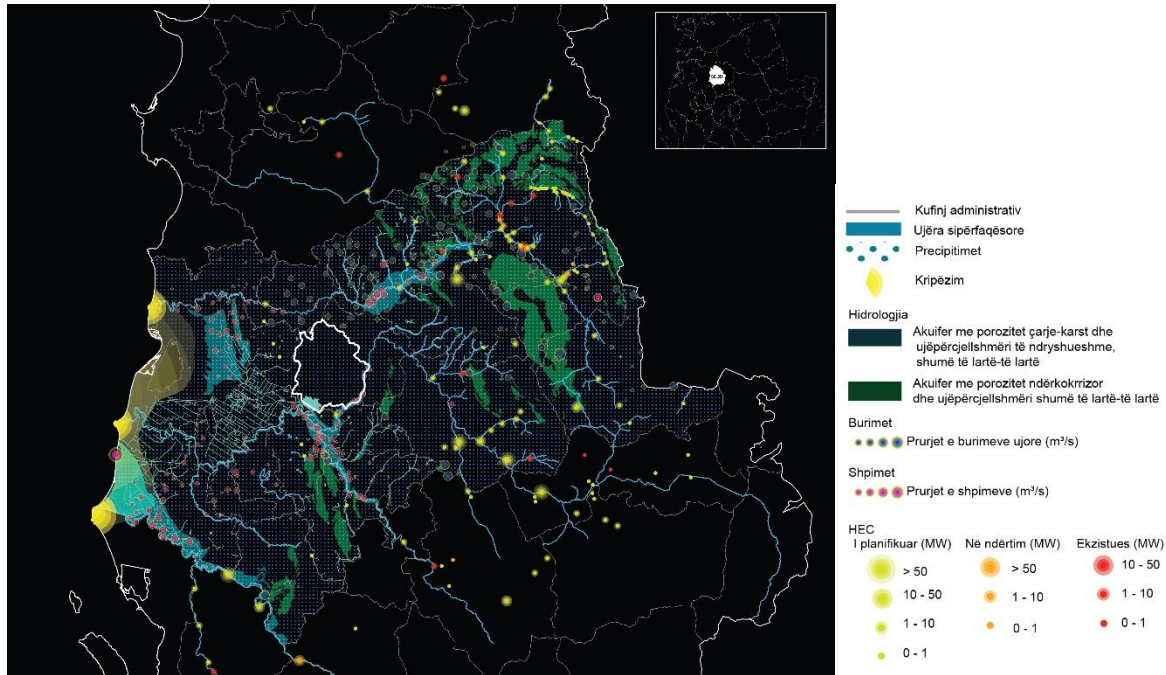 Kufinj administrativ
Ujëra sipërfaqësore
Precipitimet
Kripëzim
Hidrologjia
Akuifer me porozitet çarje-karst dhe
ujëpërcjellshmëri të ndryshueshme,
shumë të lartë-të lartë
Akuifer me porozitet ndërkokrrizor
dhe ujëpërcjellshmëri shumë të lartë-të lartë
Burimet
Prurjet e burimeve ujore (m³/s)
Shpimet
Prurjet e shpimeve (m³/s)
HEC
I planifikuar (MW) Në ndërtim (MW) Ekzistues (MW)
> 50 > 50 10 - 50
10 - 50 1 - 10 1 - 10
1 - 10 0 - 1 0 - 1
0 - 1